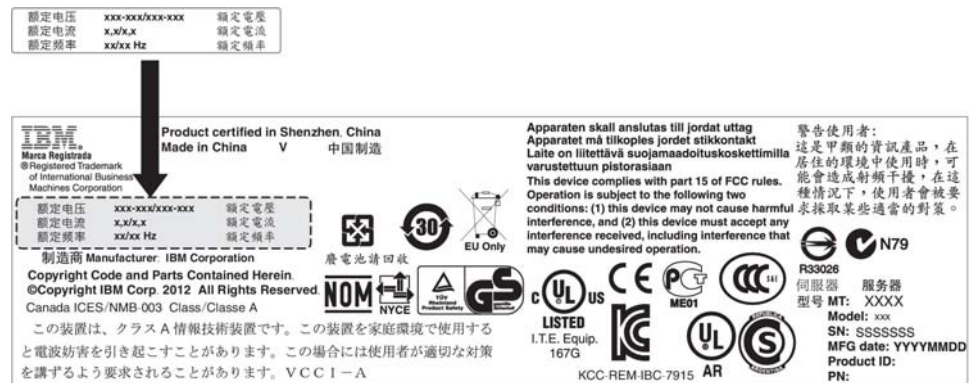 额定电压 xxx-xxx/xxx-xxx 額定電壓
额定电流 x,x/x,x 額定電流
额定频率 xx/xx Hz 額定頻率
IBM.
Marca Registrada
® Registered Trademark
of International Business
Machines Corporation
Product certified in Shenzhen, China
Made in China V 中国制造
额定电压 xxx-xxx/xxx-xxx 額定電壓
额定电流 x,x/x,x 額定電流
额定频率 xx/xx Hz 額定頻率
制造商 Manufacturer: IBM Corporation
Copyright Code and Parts Contained Herein.
©Copyright IBM Corp. 2012 All Rights Reserved.
Canada ICES/NMB-003 Class/Classe A
この装置は、クラスA情報技術装置です。この装置を家庭環境で使用する
と電波妨害を引き起こすことがあります。この場合には使用者が適切な対策
を講ずるよう要求されることがあります。VCCI-A
廢電池請回收
30
EU Only
NOM
NYCE
TÜV
Rheinland
Product Safety
GS
Apparaten skall anslutas till jordat uttag
Apparatet må tilkoples jordet stikkontakt
Laite on liitettävä suojamaadoituskoskettimilla
varustettuun pistorasiaan
This device complies with part 15 of FCC rules.
Operation is subject to the following two
conditions: (1) this device may not cause harmful
interference, and (2) this device must accept any
interference received, including interference that
may cause undesired operation.
C UL US
LISTED
I.T.E. Equip.
167G
CE
PCT
ME01
CCC
S&E
KCC-REM-IBC-7915
UL
AR
REPUBLICA
S
ARGENTINA
警告使用者:
這是甲類的資訊產品，在
居住的環境中使用時，可
能會造成射頻干擾，在這
種情況下，使用者會被要
求採取某些適當的對策。
R33026
N79
伺服器 服务器
型号 MT: XXXX
Model: xxx
SN: SSSSSSS
MFG date: YYYYMMDD
Product ID:
PN: